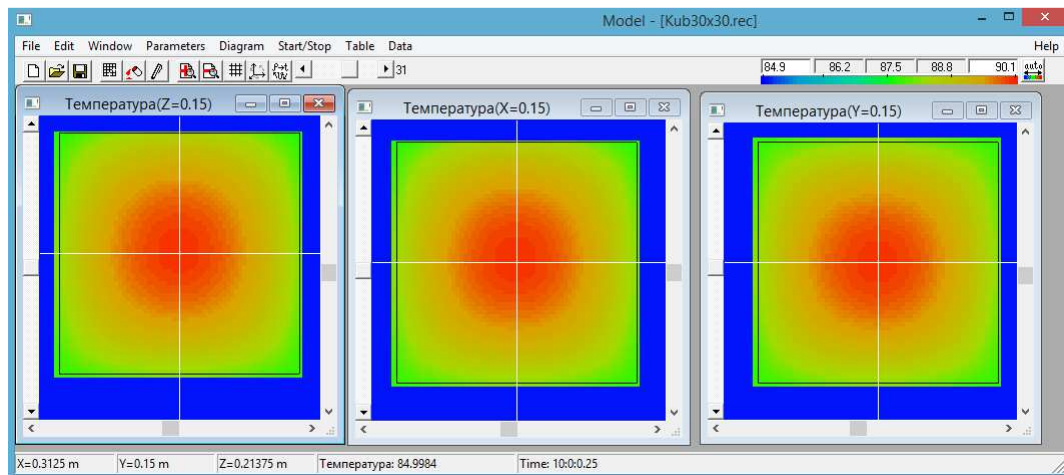 Model - [Kub30x30.rec]
File Edit Window Parameters Diagram Start/Stop Table Data Help
31 84.9 86.2 87.5 88.8 90.1 auto
Температура(Z=0.15) Температура(X=0.15) Температура(Y=0.15)
X=0.3125 m Y=0.15 m Z=0.21375 m Температура: 84.9984 Time: 10:0:0.25